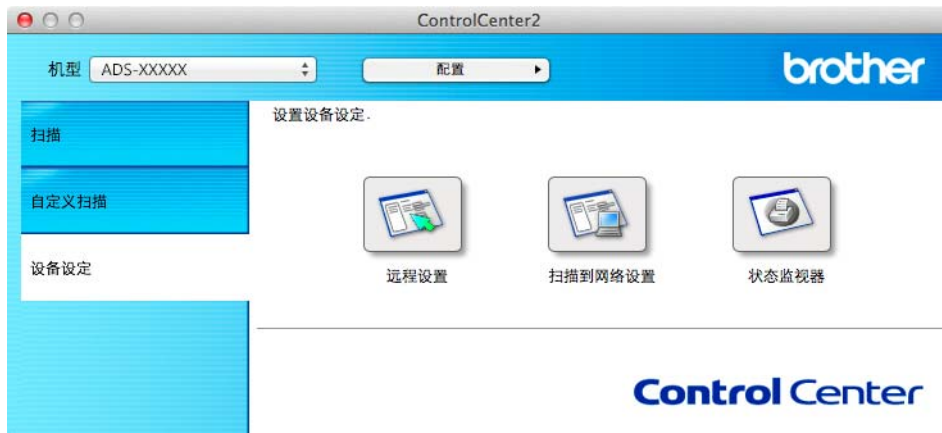 ControlCenter2
机型 ADS-XXXXX 配置 brother
设置设备设定.
扫描
自定义扫描
设备设定
远程设置 扫描到网络设置 状态监视器
Control Center